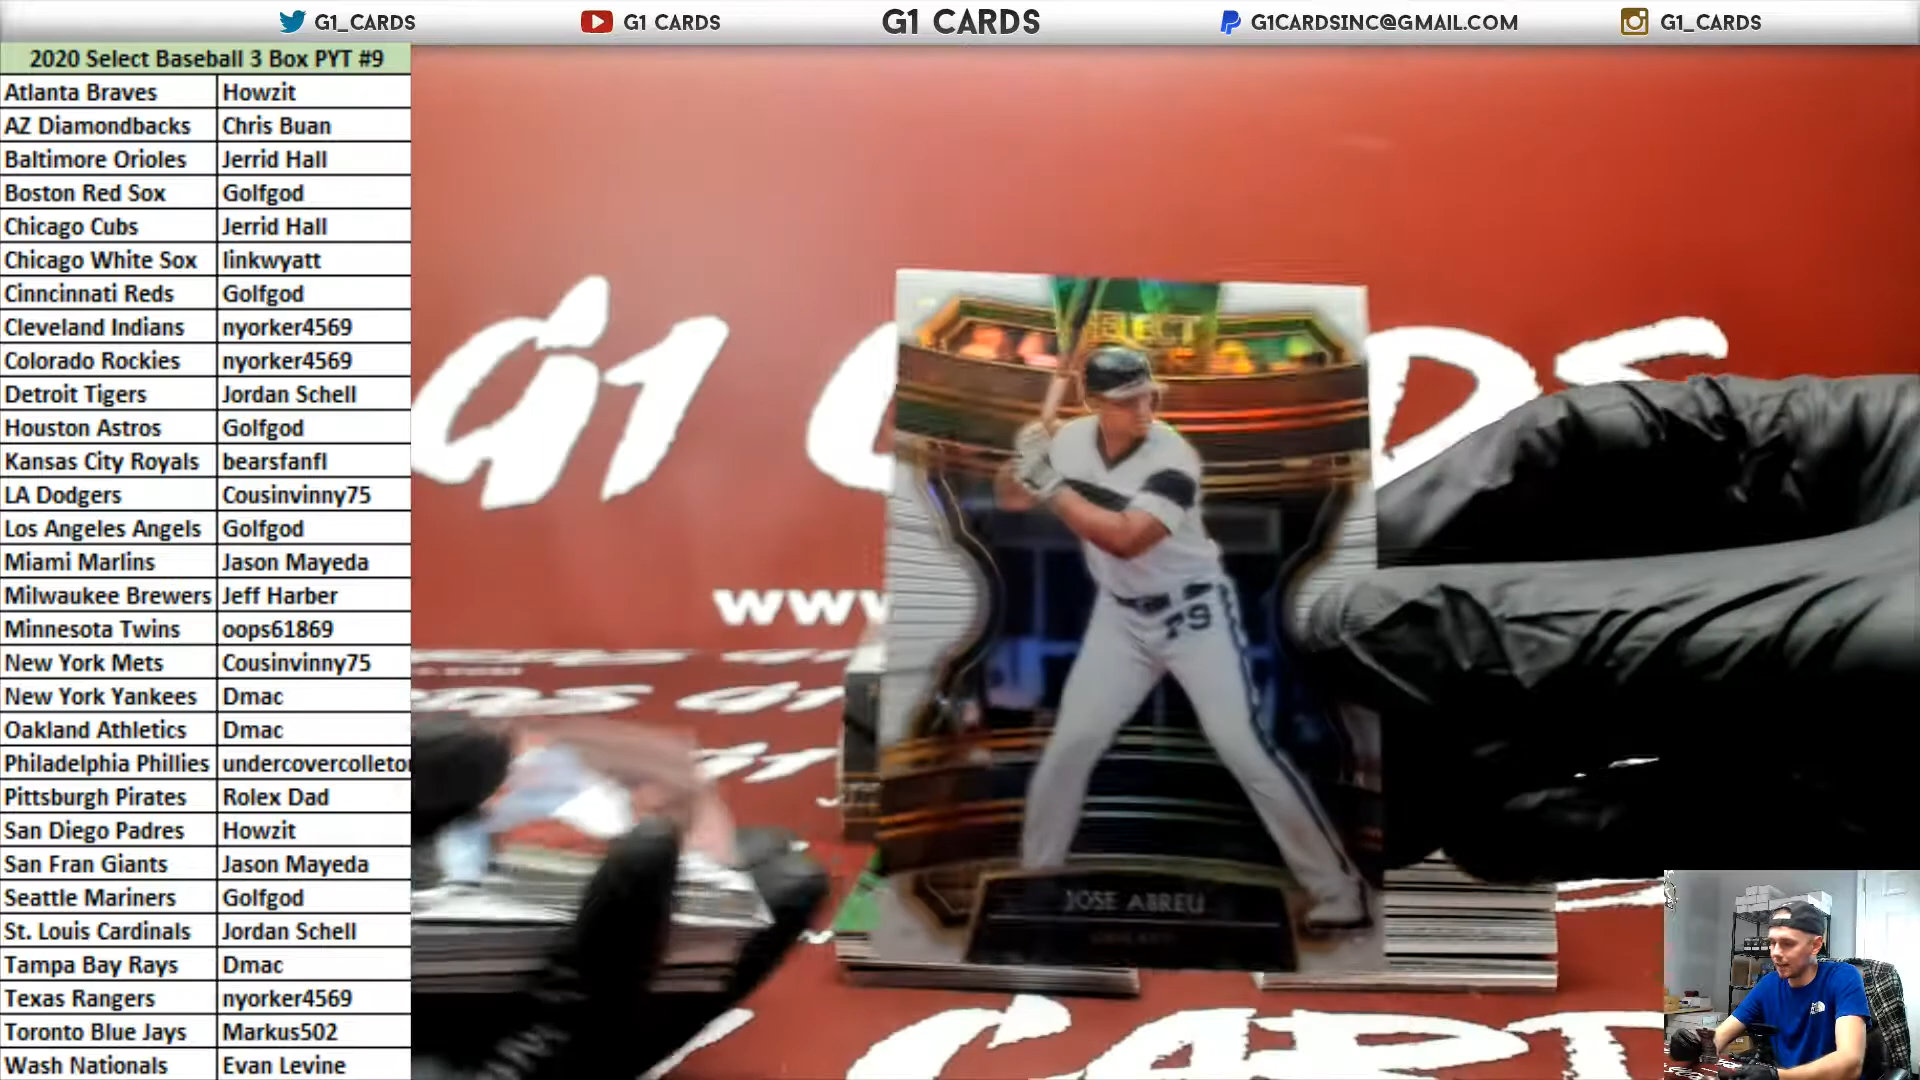 G1_CARDS
G1 CARDS
G1 CARDS
G1CARDSINC@GMAIL.COM
G1_CARDS
2020 Select Baseball 3 Box PYT #9
Atlanta Braves Howzit
AZ Diamondbacks Chris Buan
Baltimore Orioles Jerrid Hall
Boston Red Sox Golfgod
Chicago Cubs Jerrid Hall
Chicago White Sox linkwyatt
Cinncinnati Reds Golfgod
Cleveland Indians nyorker4569
Colorado Rockies nyorker4569
Detroit Tigers Jordan Schell
Houston Astros Golfgod
Kansas City Royals bearsfanfl
LA Dodgers Cousinvinny75
Los Angeles Angels Golfgod
Miami Marlins Jason Mayeda
Milwaukee Brewers Jeff Harber
Minnesota Twins oops61869
New York Mets Cousinvinny75
New York Yankees Dmac
Oakland Athletics Dmac
Philadelphia Phillies undercovercolletor
Pittsburgh Pirates Rolex Dad
San Diego Padres Howzit
San Fran Giants Jason Mayeda
Seattle Mariners Golfgod
St. Louis Cardinals Jordan Schell
Tampa Bay Rays Dmac
Texas Rangers nyorker4569
Toronto Blue Jays Markus502
Wash Nationals Evan Levine
G1 C DS
www
SELECT
79
JOSE ABREU
CART